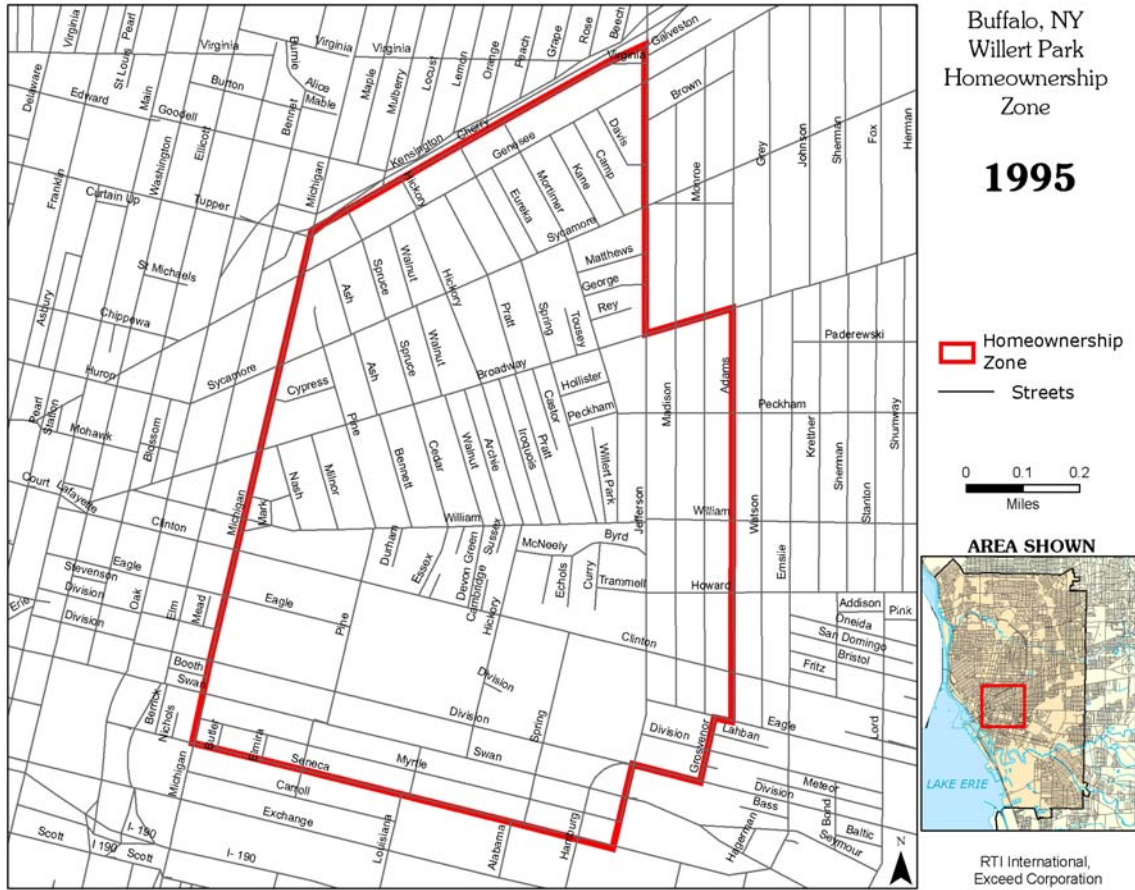 Buffalo, NY
Willert Park
Homeownership
Zone
1995
Homeownership
Zone
Streets
0 0.1 0.2
Miles
AREA SHOWN
LAKE ERIE
RTI International,
Exceed Corporation
N
Virginia
St Louis
Pearl
Virginia
Burnie
Virginia
Virginia
Maple
Mulberry
Locust
Lemon
Orange
Peach
Grape
Rose
Beech
Virginia
Galveston
Delaware
Edward
Main
Goodell
Burton
Alice
Mable
Bennet
Kensington
Cherry
Genesee
Davis
Brown
Franklin
Washington
Ellicott
Michigan
Curtain Up
Tupper
Hickory
Eureka
Mortimer
Kane
Camp
Monroe
Grey
Johnson
Sherman
Fox
Herman
Sycamore
St Michaels
Asbury
Chippewa
Huron
Sycamore
Ash
Spruce
Walnut
Hickory
Pratt
Spring
Tousey
Matthews
George
Rey
Paderewski
Pearl
Station
Mohawk
Blossom
Cypress
Ash
Spruce
Walnut
Broadway
Hollister
Peckham
Castor
Pratt
Iroquois
Archie
Walnut
Cedar
Bennett
Pine
Milnor
Nash
Mark
Michigan
Willert Park
Jefferson
Madison
Adams
Peckham
Krettner
Sherman
Shumway
Stanton
Watson
Emslie
Court
Lafayette
Clinton
William
William
Durham
Essex
Devon Green
Cambridge
Sussex
Hickory
McNeely
Byrd
Echols
Curry
Trammell
Howard
Eagle
Stevenson
Division
Division
Erie
Oak
Elm
Mead
Eagle
Pine
Clinton
Addison
Pink
Oneida
San Domingo
Bristol
Fritz
Booth
Swan
Berrick
Nichols
Butler
Elmira
Seneca
Myrtle
Division
Division
Swan
Spring
Division
Grosvenor
Lahban
Eagle
Lord
Michigan
Carroll
Exchange
Louisiana
Alabama
Hamburg
Meteor
Division
Bass
Bond
Baltic
Seymour
Hagerman
Scott
I- 190
I 190
Scott
I- 190